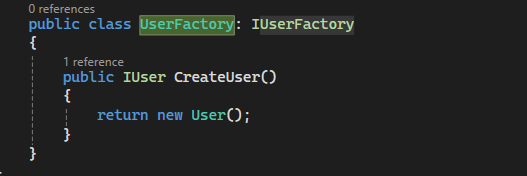 0 references
public class UserFactory: IUserFactory
{
1 reference
public IUser CreateUser()
{
return new User();
}
}